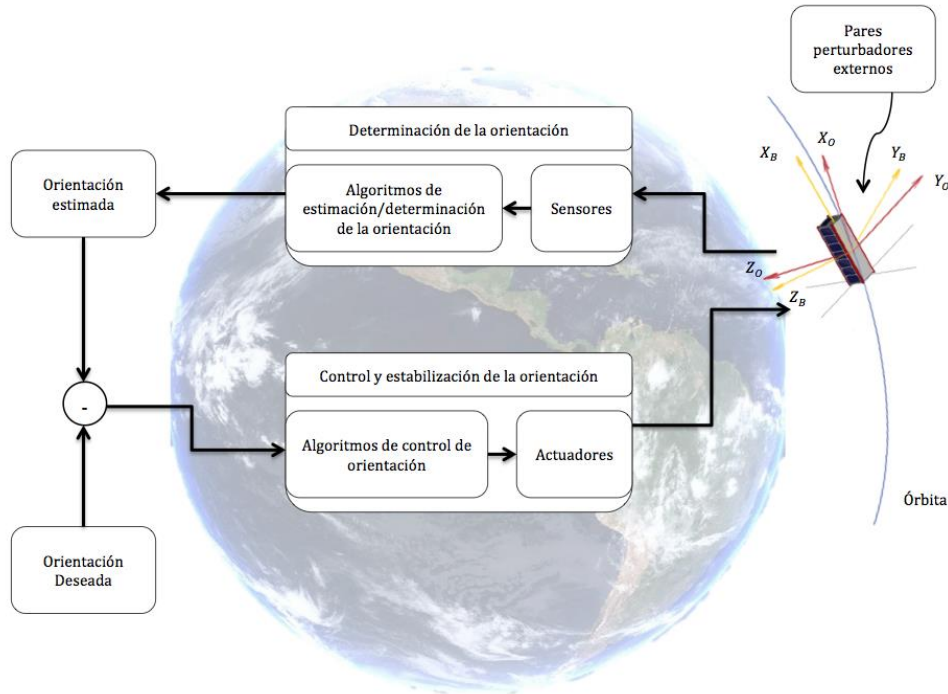 Pares
perturbadores
externos
Determinación de la orientación
Orientación
estimada
Algoritmos de
estimación/determinación
de la orientación
Sensores
X_B
X_O
Y_B
Y_O
Z_O
Z_B
Control y estabilización de la orientación
-
Algoritmos de control de
orientación
Actuadores
Órbita
Orientación
Deseada